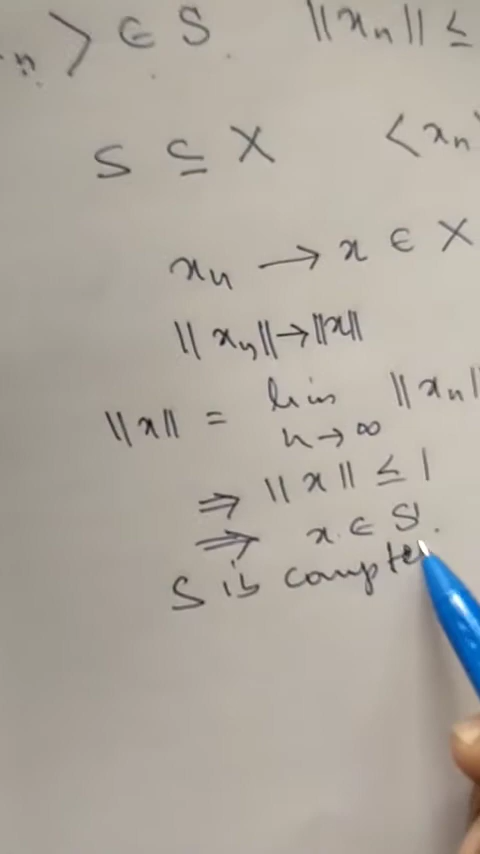 n > ∈ S. ||xₙ|| ≤
S ⊆ X <xₙ
xₙ → x ∈ X
||xₙ|| → ||x||
||x|| = lim n→∞ ||xₙ||
⇒ ||x|| ≤ 1
⇒ x ∈ S.
S is complete